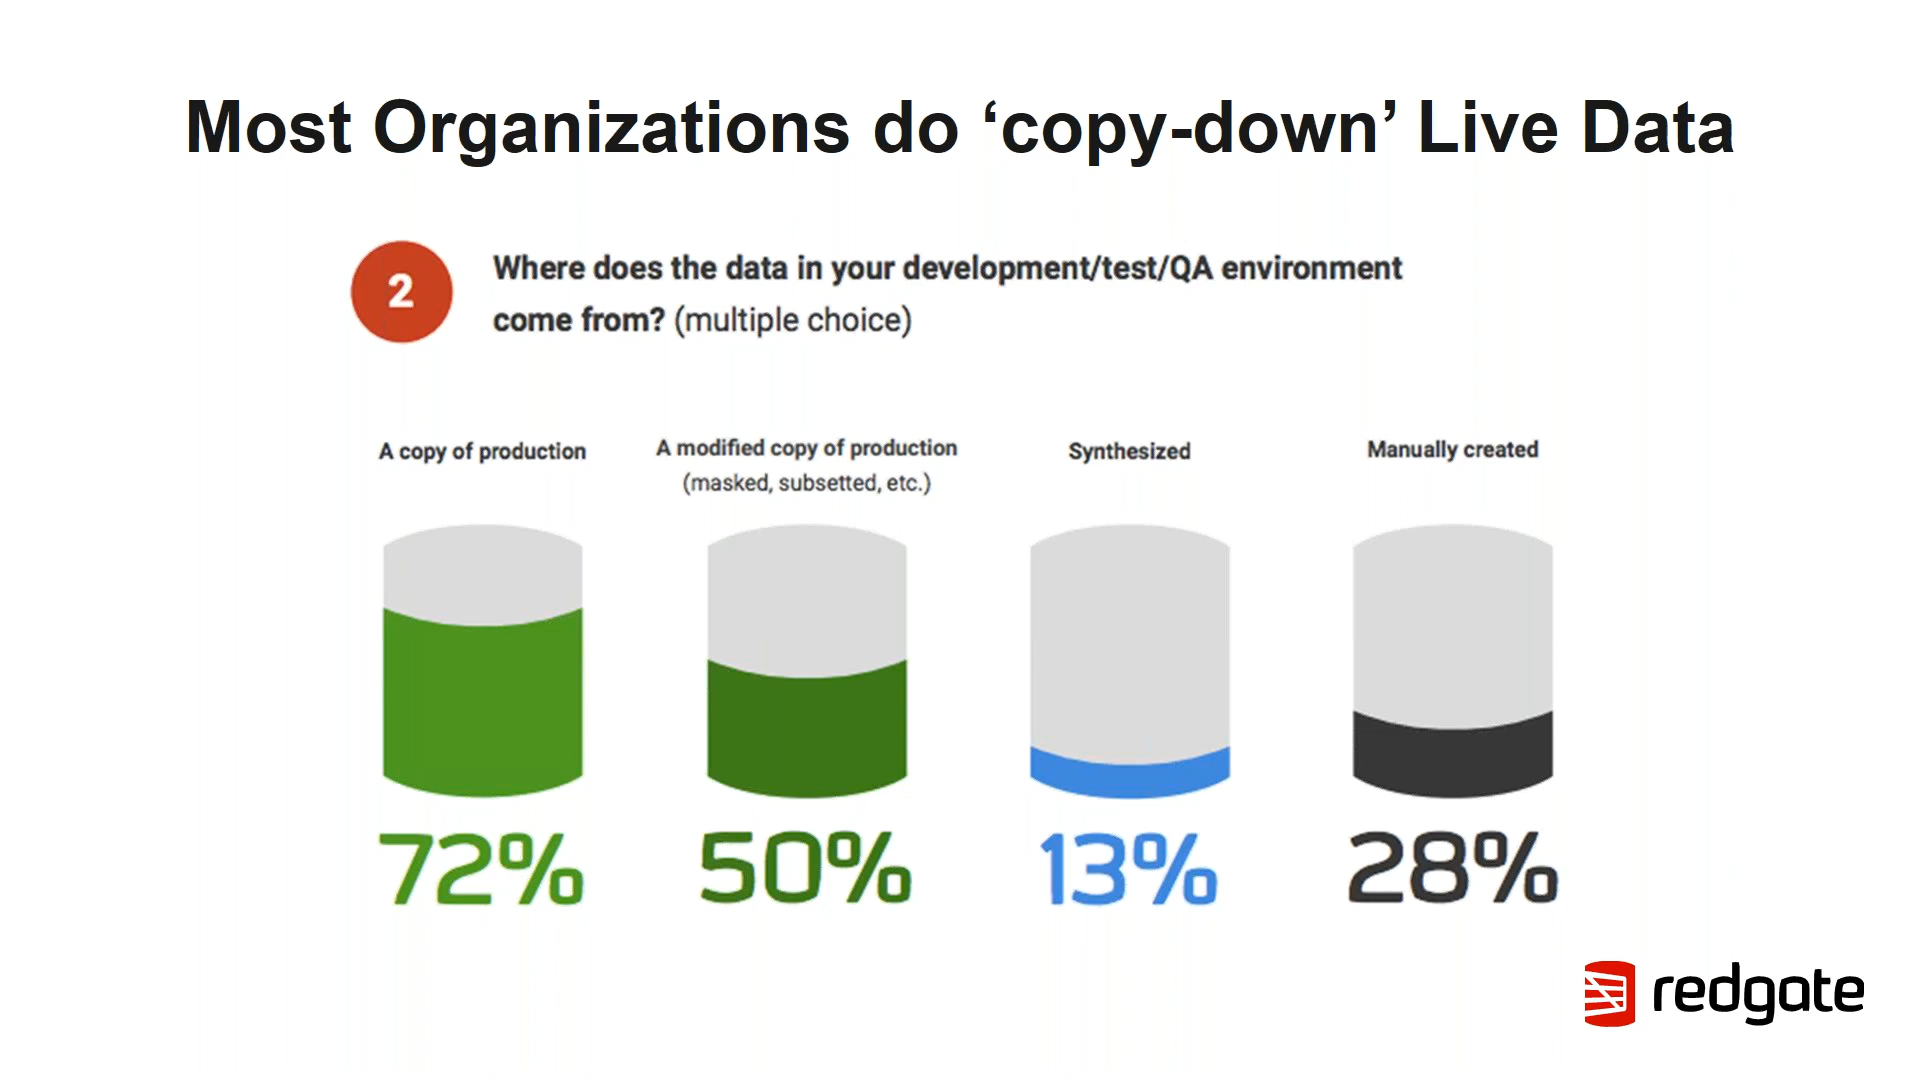 Most Organizations do ‘copy-down’ Live Data
2
Where does the data in your development/test/QA environment
come from? (multiple choice)
A copy of production
A modified copy of production
(masked, subsetted, etc.)
Synthesized
Manually created
72%
50%
13%
28%
redgate